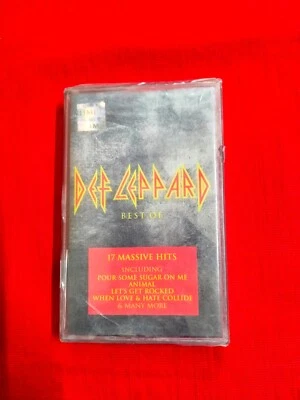 DEF LEPPARD
BEST OF
17 MASSIVE HITS
INCLUDING
POUR SOME SUGAR ON ME
ANIMAL
LET'S GET ROCKED
WHEN LOVE & HATE COLLIDE
& MANY MORE